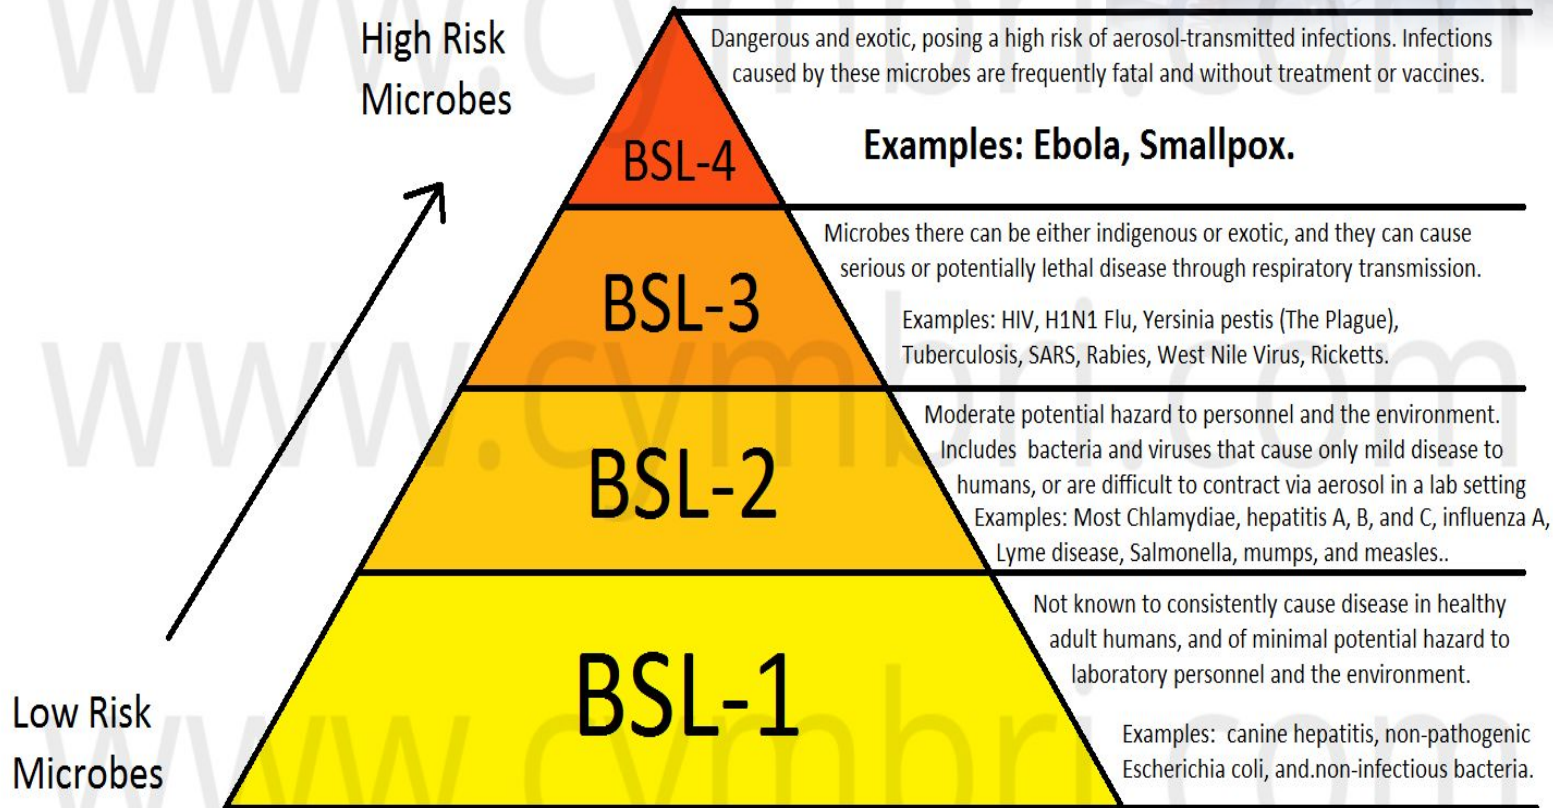 High Risk
Microbes
Dangerous and exotic, posing a high risk of aerosol-transmitted infections. Infections
caused by these microbes are frequently fatal and without treatment or vaccines.
BSL-4
Examples: Ebola, Smallpox.
Microbes there can be either indigenous or exotic, and they can cause
serious or potentially lethal disease through respiratory transmission.
BSL-3
Examples: HIV, H1N1 Flu, Yersinia pestis (The Plague),
Tuberculosis, SARS, Rabies, West Nile Virus, Ricketts.
Moderate potential hazard to personnel and the environment.
Includes bacteria and viruses that cause only mild disease to
humans, or are difficult to contract via aerosol in a lab setting
BSL-2
Examples: Most Chlamydiae, hepatitis A, B, and C, influenza A,
Lyme disease, Salmonella, mumps, and measles..
Not known to consistently cause disease in healthy
adult humans, and of minimal potential hazard to
laboratory personnel and the environment.
BSL-1
Examples: canine hepatitis, non-pathogenic
Escherichia coli, and.non-infectious bacteria.
Low Risk
Microbes
www.cymbri.com
www.cymbri.com
www.cymbri.com